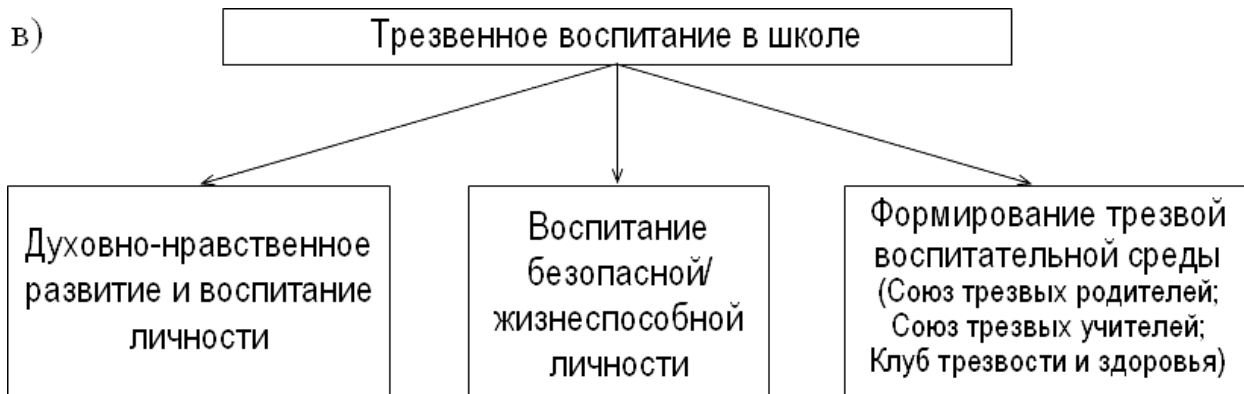 в)
Трезвенное воспитание в школе
Духовно-нравственное
развитие и воспитание
личности
Воспитание
безопасной/
жизнеспособной
личности
Формирование трезвой
воспитательной среды
(Союз трезвых родителей;
Союз трезвых учителей;
Клуб трезвости и здоровья)